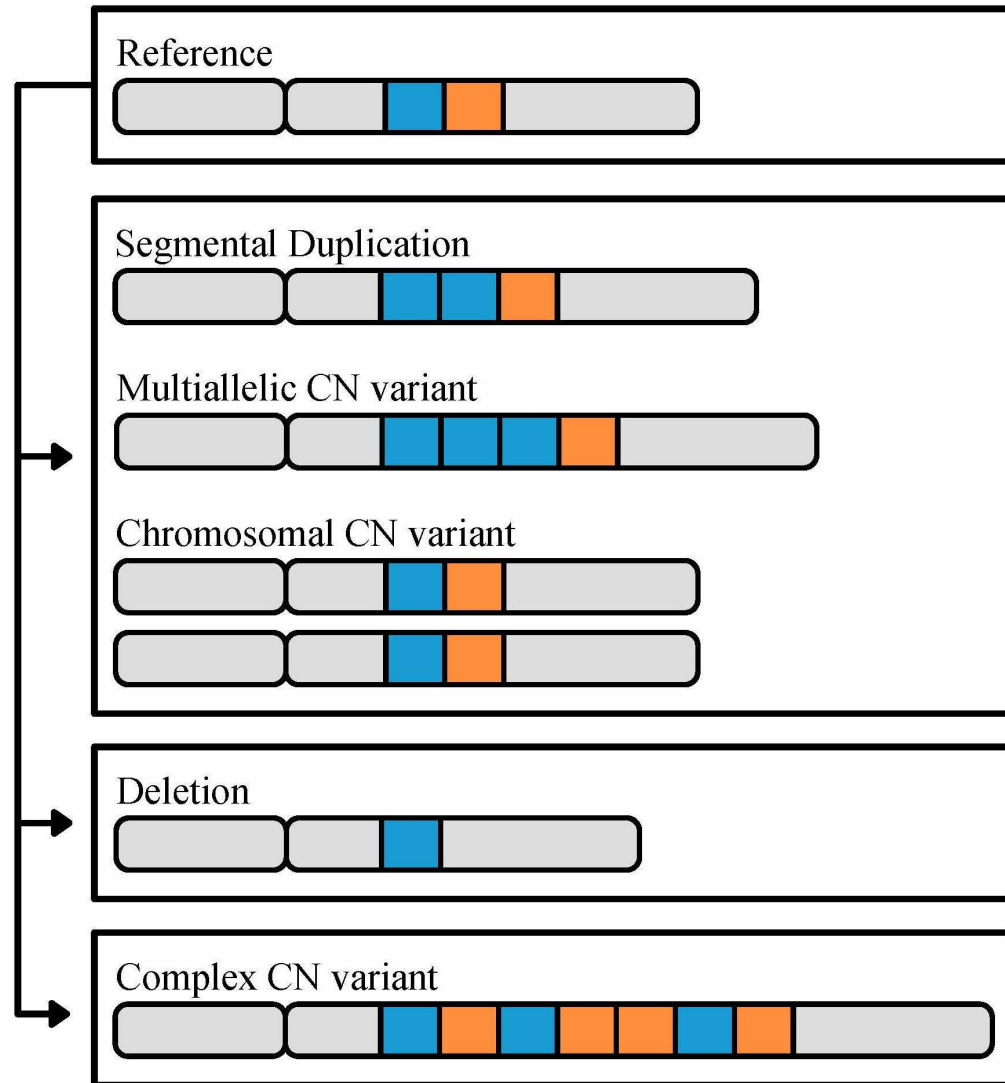 Reference
Segmental Duplication
Multiallelic CN variant
Chromosomal CN variant
Deletion
Complex CN variant